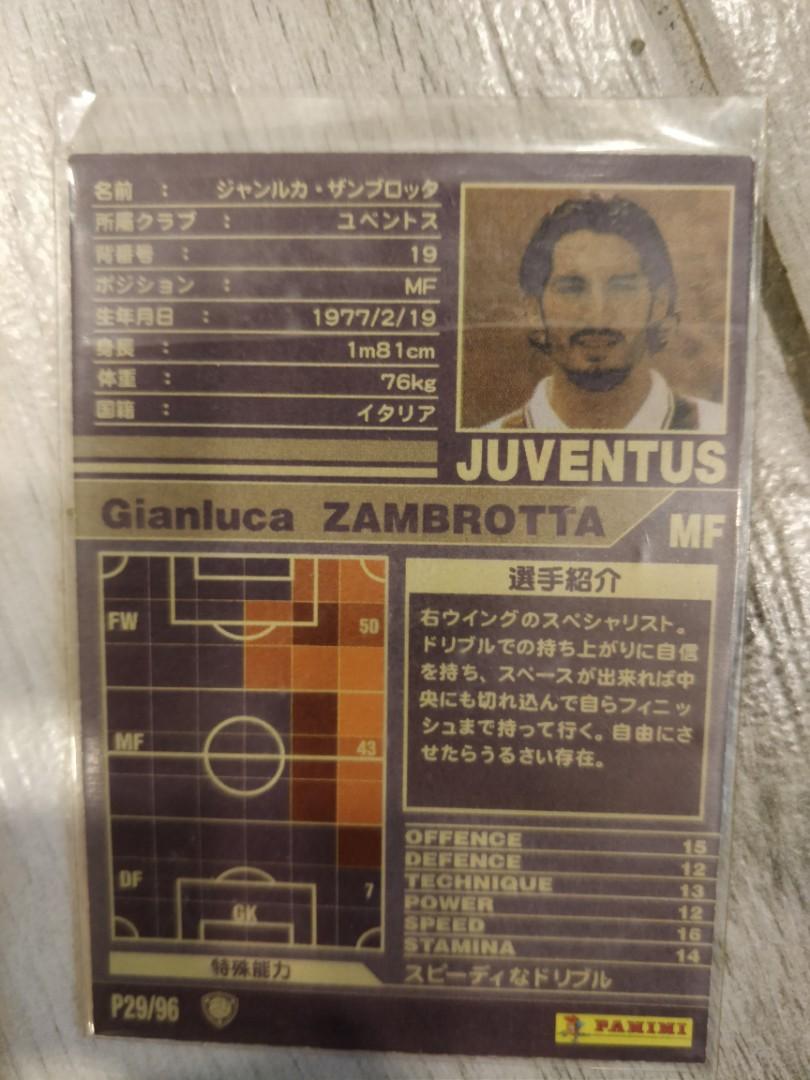 名前 : ジャンルカ・ザンブロッタ
所属クラブ : ユベントス
背番号 : 19
ポジション : MF
生年月日 : 1977/2/19
身長 : 1m81cm
体重 : 76kg
国籍 : イタリア
JUVENTUS
Gianluca ZAMBROTTA
MF
FW 50
MF 43
DF 7
GK
選手紹介
右ウイングのスペシャリスト。
ドリブルでの持ち上がりに自信
を持ち、スペースが出来れば中
央にも切れ込んで自らフィニッ
シュまで持って行く。自由にさ
せたらうるさい存在。
OFFENCE 15
DEFENCE 12
TECHNIQUE 13
POWER 12
SPEED 16
STAMINA 14
特殊能力
スピーディなドリブル
P29/96
PANINI